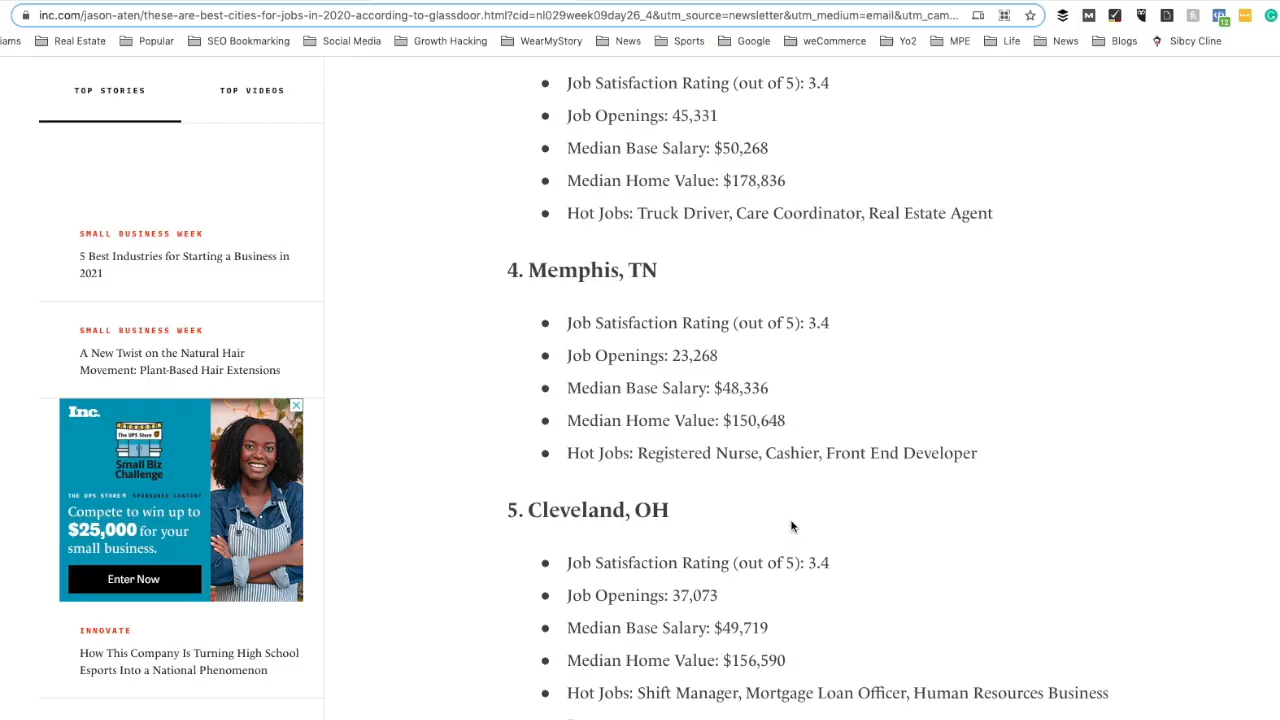 inc.com/jason-aten/these-are-best-cities-for-jobs-in-2020-according-to-glassdoor.html?cid=nl029week09day26_4&utm_source=newsletter&utm_medium=email&utm_cam...
iams Real Estate Popular SEO Bookmarking Social Media Growth Hacking WearMyStory News Sports Google weCommerce Yo2 MPE Life News Blogs Sibcy Cline
12
TOP STORIES TOP VIDEOS
SMALL BUSINESS WEEK
5 Best Industries for Starting a Business in
2021
SMALL BUSINESS WEEK
A New Twist on the Natural Hair
Movement: Plant-Based Hair Extensions
Inc.
The UPS Store
Small Biz
Challenge
THE UPS STORE® SPONSORED CONTENT
Compete to win up to
$25,000 for your
small business.
Enter Now
INNOVATE
How This Company Is Turning High School
Esports Into a National Phenomenon
• Job Satisfaction Rating (out of 5): 3.4
• Job Openings: 45,331
• Median Base Salary: $50,268
• Median Home Value: $178,836
• Hot Jobs: Truck Driver, Care Coordinator, Real Estate Agent
4. Memphis, TN
• Job Satisfaction Rating (out of 5): 3.4
• Job Openings: 23,268
• Median Base Salary: $48,336
• Median Home Value: $150,648
• Hot Jobs: Registered Nurse, Cashier, Front End Developer
5. Cleveland, OH
• Job Satisfaction Rating (out of 5): 3.4
• Job Openings: 37,073
• Median Base Salary: $49,719
• Median Home Value: $156,590
• Hot Jobs: Shift Manager, Mortgage Loan Officer, Human Resources Business